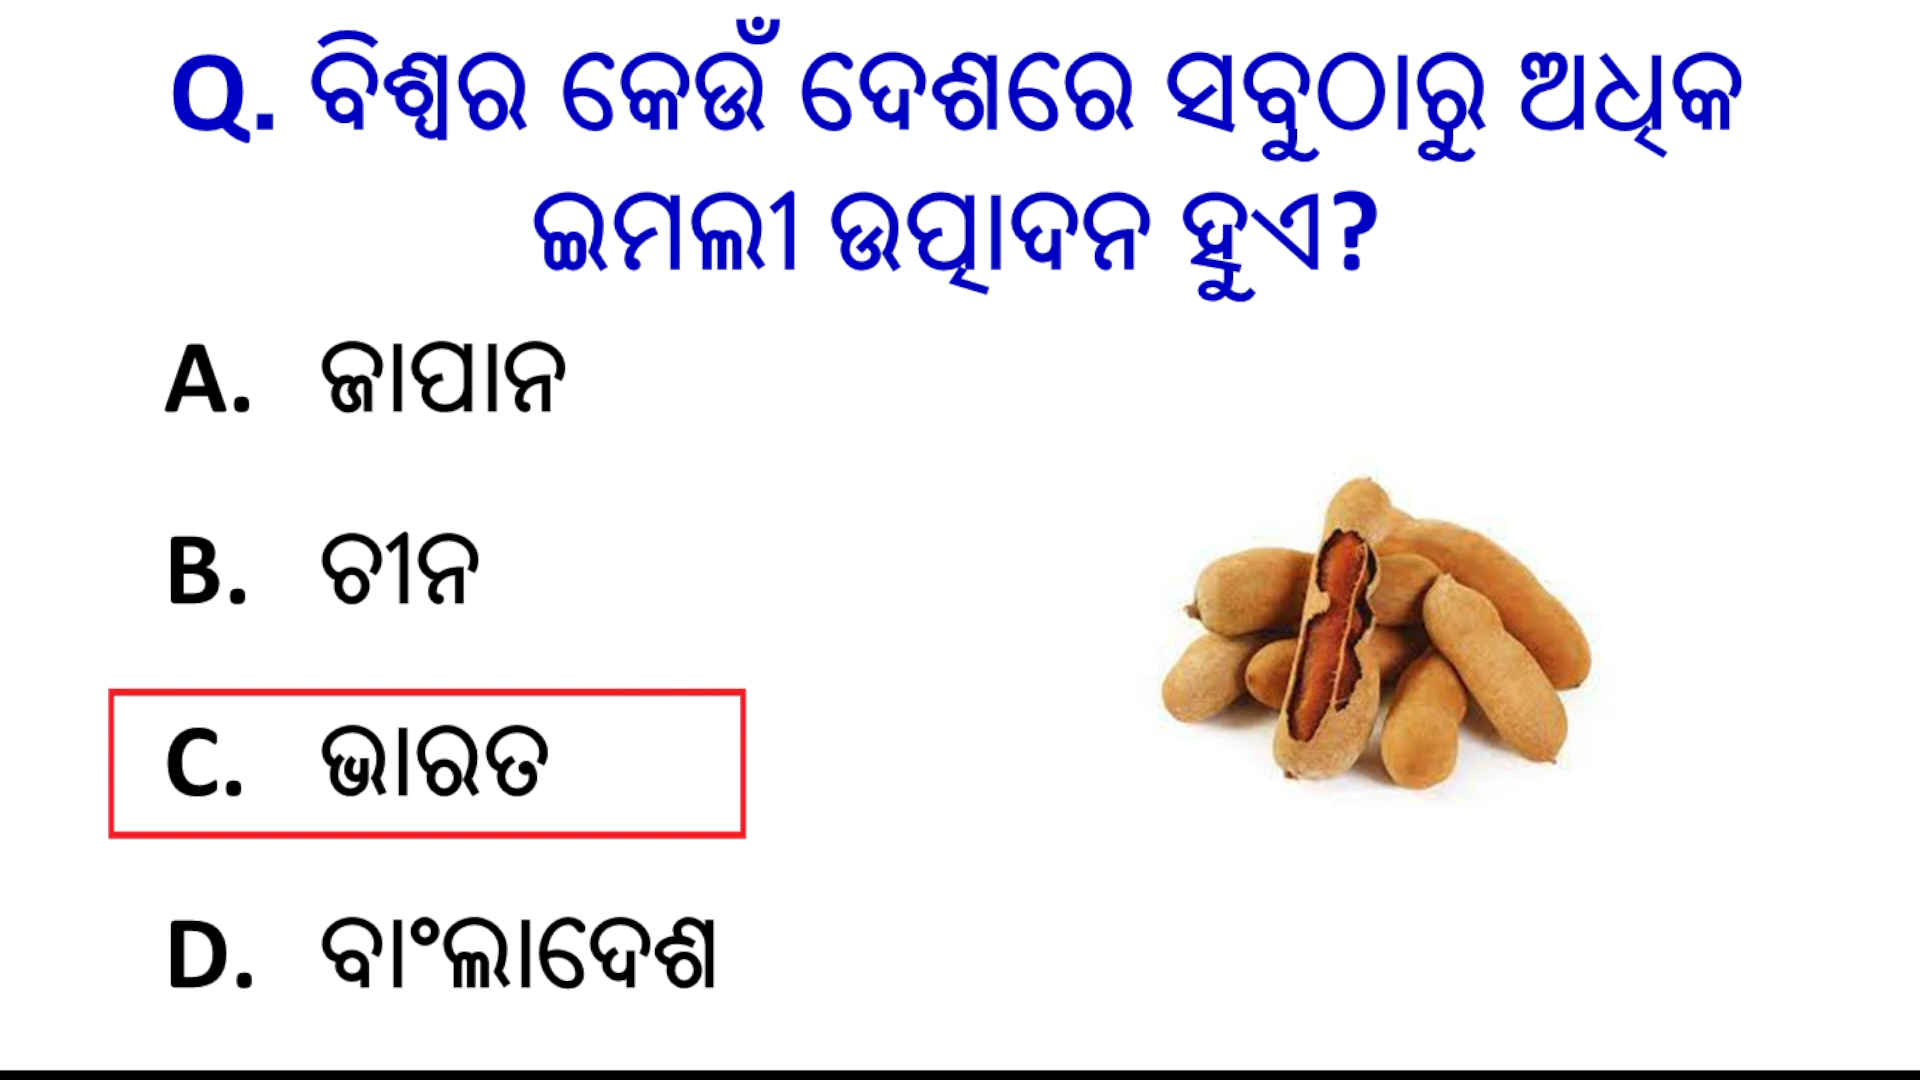 Q. ବିଶ୍ୱର କେଉଁ ଦେଶରେ ସବୁଠାରୁ ଅଧିକ
ଇମଲୀ ଉତ୍ପାଦନ ହୁଏ?
A. ଜାପାନ
B. ଚୀନ
C. ଭାରତ
D. ବାଂଲାଦେଶ